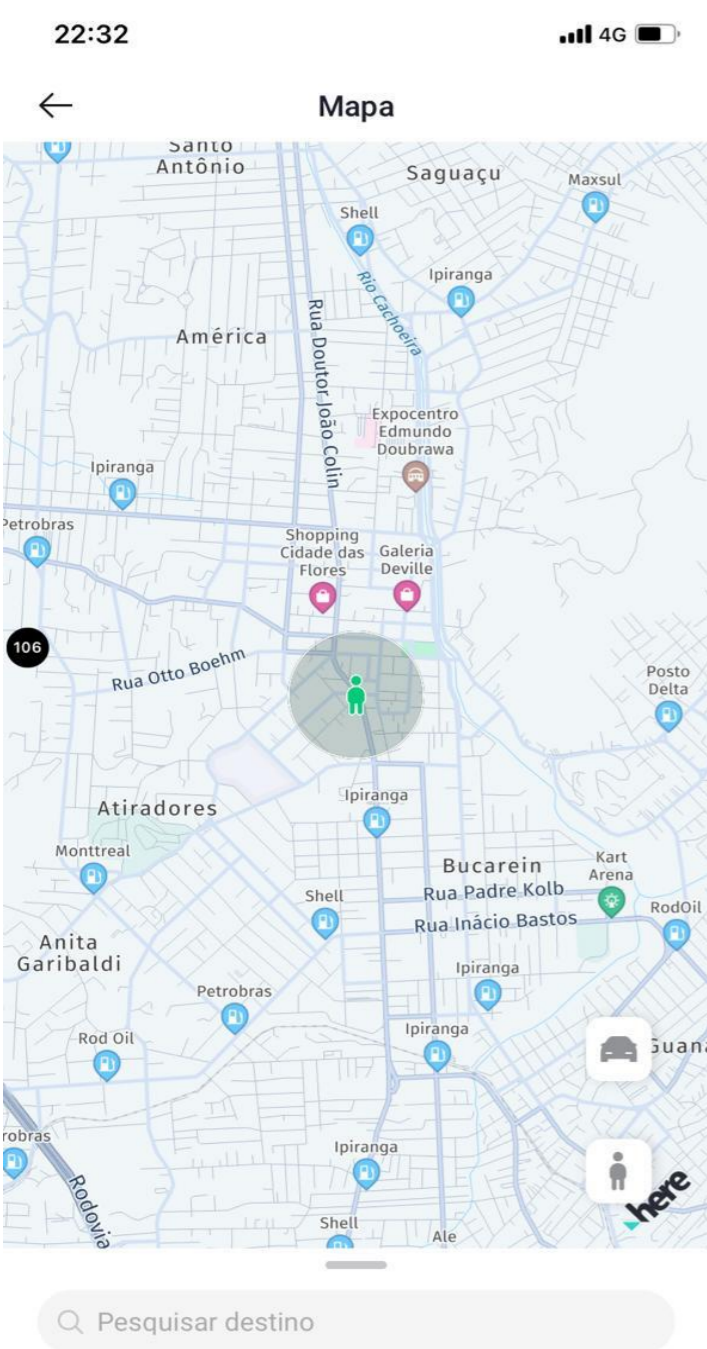 22:32
4G
Mapa
Santo
Antônio
Saguaçu
Maxsul
Shell
Ipiranga
Rio Cachoeira
Rua Doutor João Colin
América
Expocentro
Edmundo
Doubrawa
Ipiranga
Petrobras
Shopping
Cidade das
Flores
Galeria
Deville
106
Rua Otto Boehm
Posto
Delta
Ipiranga
Atiradores
Monttreal
Bucarein
Kart
Arena
Rua Padre Kolb
Shell
RodOil
Rua Inácio Bastos
Anita
Garibaldi
Ipiranga
Petrobras
Rod Oil
Ipiranga
Guana
robras
Ipiranga
Rodovia
here
Shell
Ale
Pesquisar destino